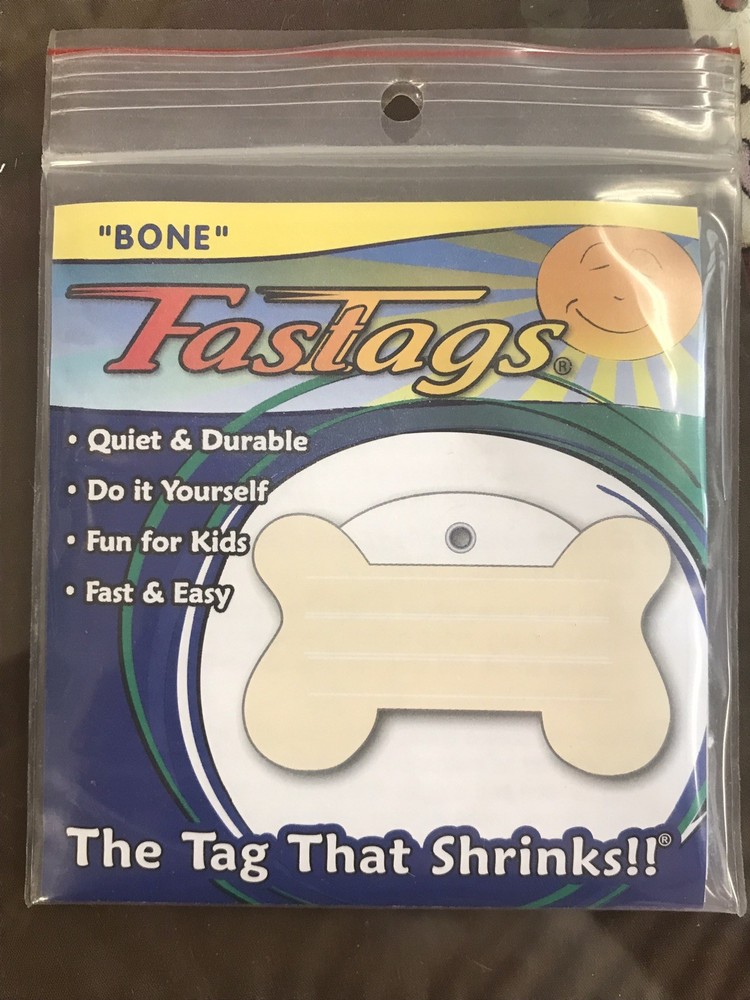 "BONE"
FasTags®
• Quiet & Durable
• Do it Yourself
• Fun for Kids
• Fast & Easy
The Tag That Shrinks!!®